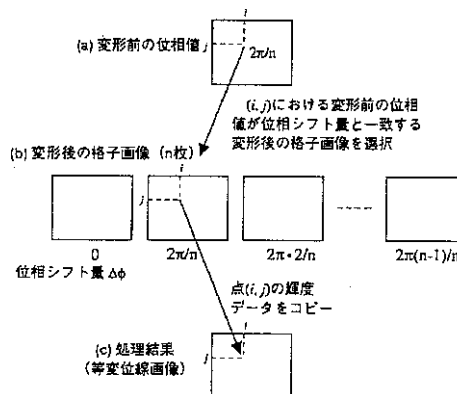 i
(a) 変形前の位相値
j
2π/n
(i, j)における変形前の位相
値が位相シフト量と一致する
変形後の格子画像を選択
(b) 変形後の格子画像（n枚）
i
j
0
2π/n
2π・2/n
2π(n-1)/n
位相シフト量 Δφ
点(i, j)の輝度
データをコピー
(c) 処理結果
（等変位線画像）
i
j